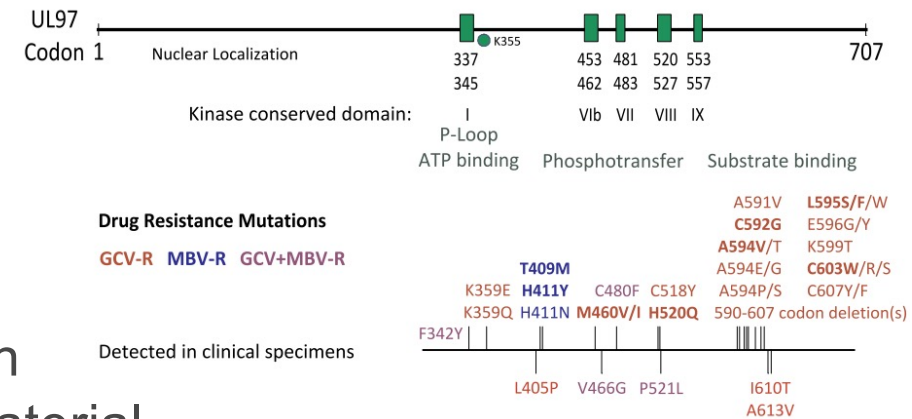 UL97
Codon 1
K355
Nuclear Localization
337 453 481 520 553
707
345 462 483 527 557
Kinase conserved domain: I VIb VII VIII IX
P-Loop
ATP binding Phosphotransfer Substrate binding
A591V L595S/F/W
Drug Resistance Mutations
C592G E596G/Y
GCV-R MBV-R GCV+MBV-R
A594V/T K599T
T409M A594E/G C603W/R/S
K359E H411Y C480F C518Y A594P/S C607Y/F
K359Q H411N M460V/I H520Q 590-607 codon deletion(s)
F342Y
Detected in clinical specimens
L405P V466G P521L I610T
A613V